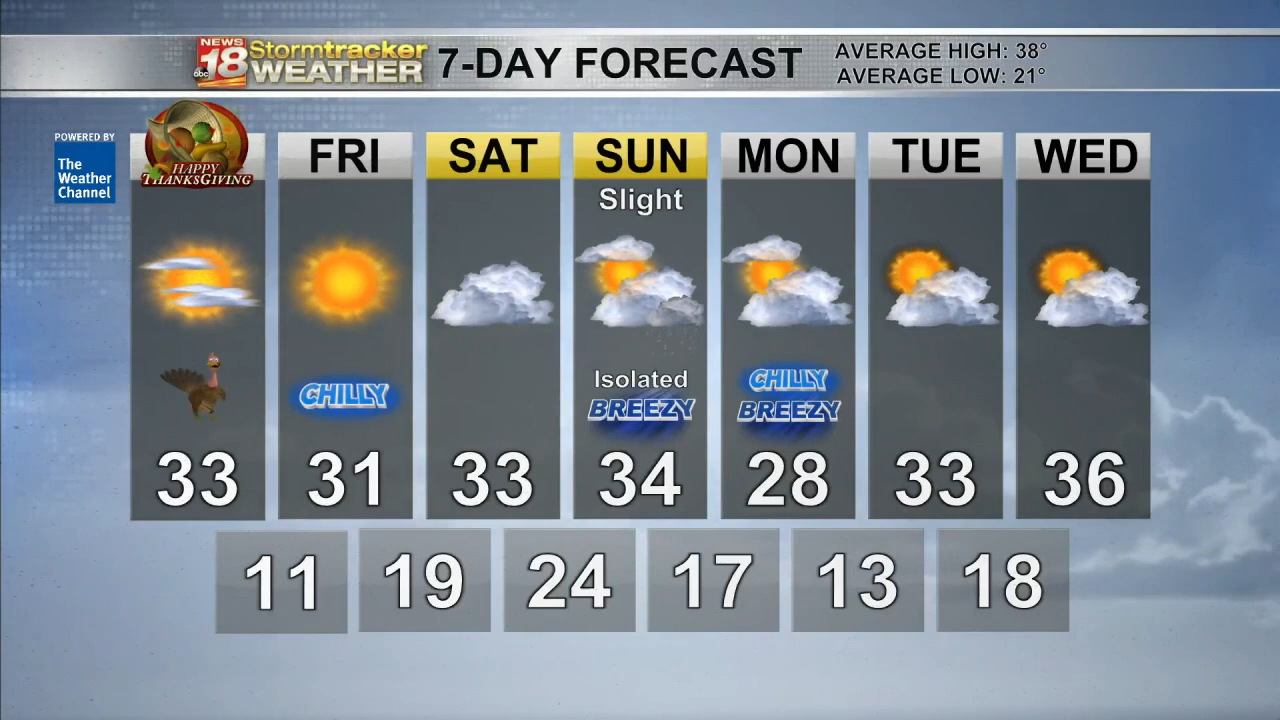 NEWS
abc 18
Stormtracker
WEATHER
7-DAY FORECAST
AVERAGE HIGH: 38°
AVERAGE LOW: 21°
POWERED BY
The
Weather
Channel
HAPPY
THANKSGIVING
FRI
SAT
SUN
MON
TUE
WED
Slight
Isolated
CHILLY
BREEZY
CHILLY
BREEZY
33
31
33
34
28
33
36
11
19
24
17
13
18